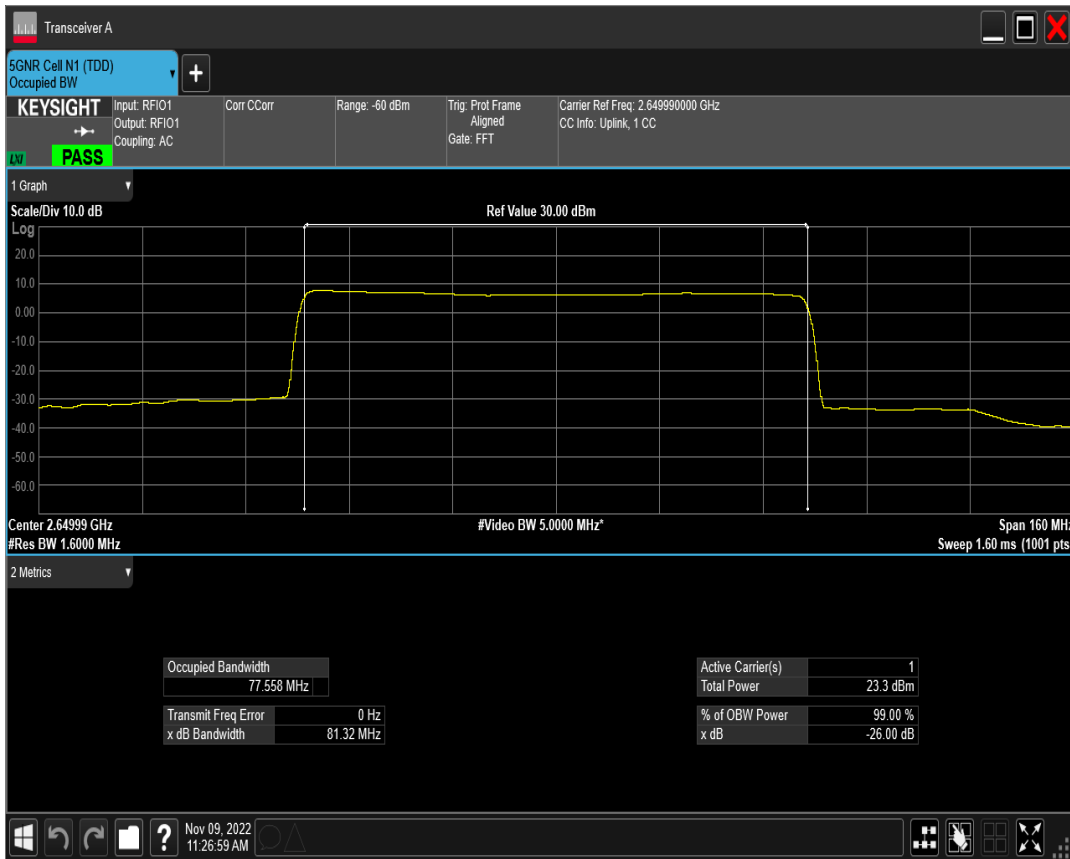 Transceiver A
5GNR Cell N1 (TDD)
Occupied BW
+
KEYSIGHT
LXI
PASS
Input: RFIO1
Output: RFIO1
Coupling: AC
Corr CCorr
Range: -60 dBm
Trig: Prot Frame
Aligned
Gate: FFT
Carrier Ref Freq: 2.649990000 GHz
CC Info: Uplink, 1 CC
1 Graph
Scale/Div 10.0 dB
Ref Value 30.00 dBm
Log
20.0
10.0
0.00
-10.0
-20.0
-30.0
-40.0
-50.0
-60.0
Center 2.64999 GHz
#Video BW 5.0000 MHz*
Span 160 MHz
#Res BW 1.6000 MHz
Sweep 1.60 ms (1001 pts
2 Metrics
Occupied Bandwidth
77.558 MHz
Transmit Freq Error 0 Hz
x dB Bandwidth 81.32 MHz
Active Carrier(s) 1
Total Power 23.3 dBm
% of OBW Power 99.00 %
x dB -26.00 dB
?
Nov 09, 2022
11:26:59 AM